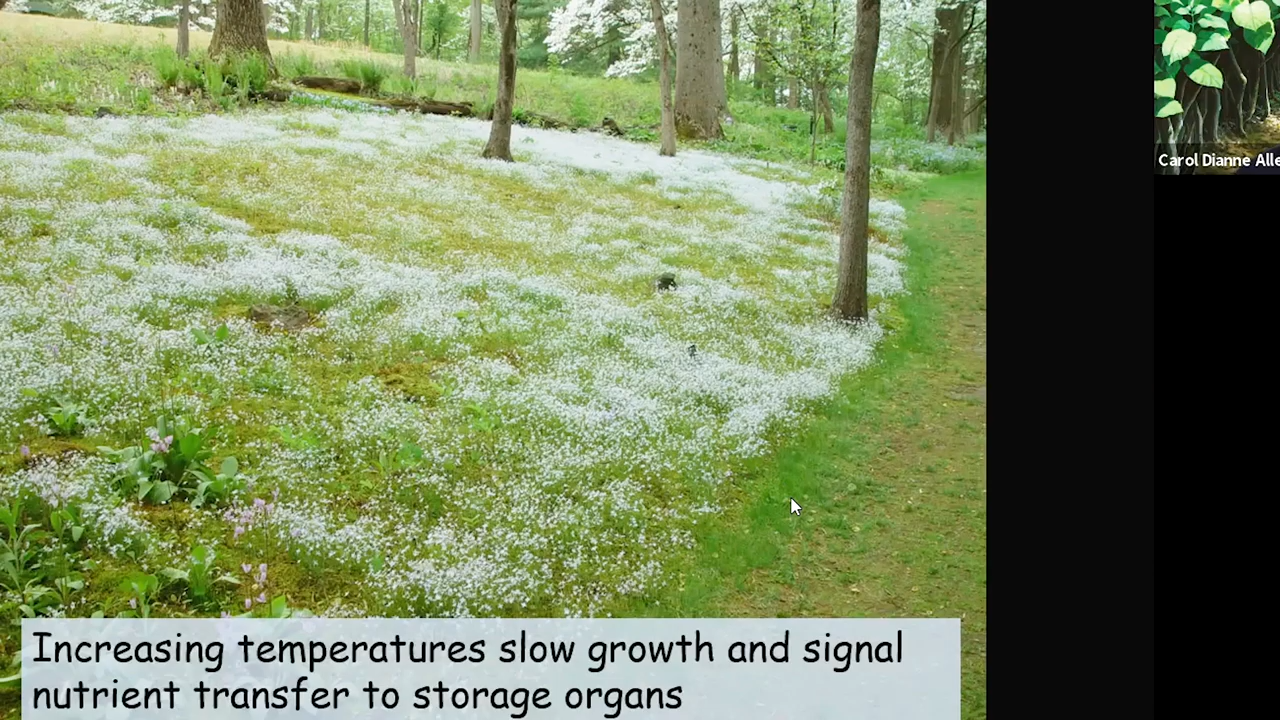 Carol Dianne Alle
Increasing temperatures slow growth and signal
nutrient transfer to storage organs